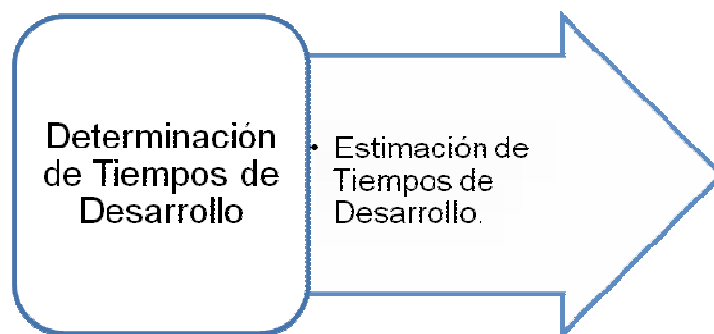 Determinación
de Tiempos de
Desarrollo
• Estimación de
Tiempos de
Desarrollo.